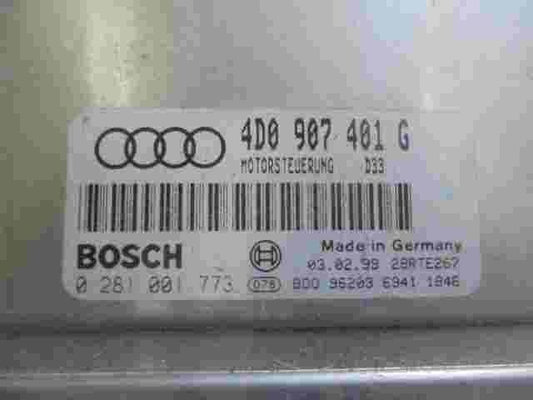 4D0 907 401 G
MOTORSTEUERUNG D33
BOSCH
Made in Germany
03.02.99 28RTE267
0 281 001 773 078
BDO 96203 6941 1846